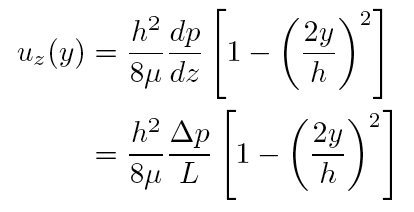 u_z(y) = \frac{h^2}{8\mu} \frac{dp}{dz} \left[ 1 - \left( \frac{2y}{h} \right)^2 \right]
= \frac{h^2}{8\mu} \frac{\Delta p}{L} \left[ 1 - \left( \frac{2y}{h} \right)^2 \right]